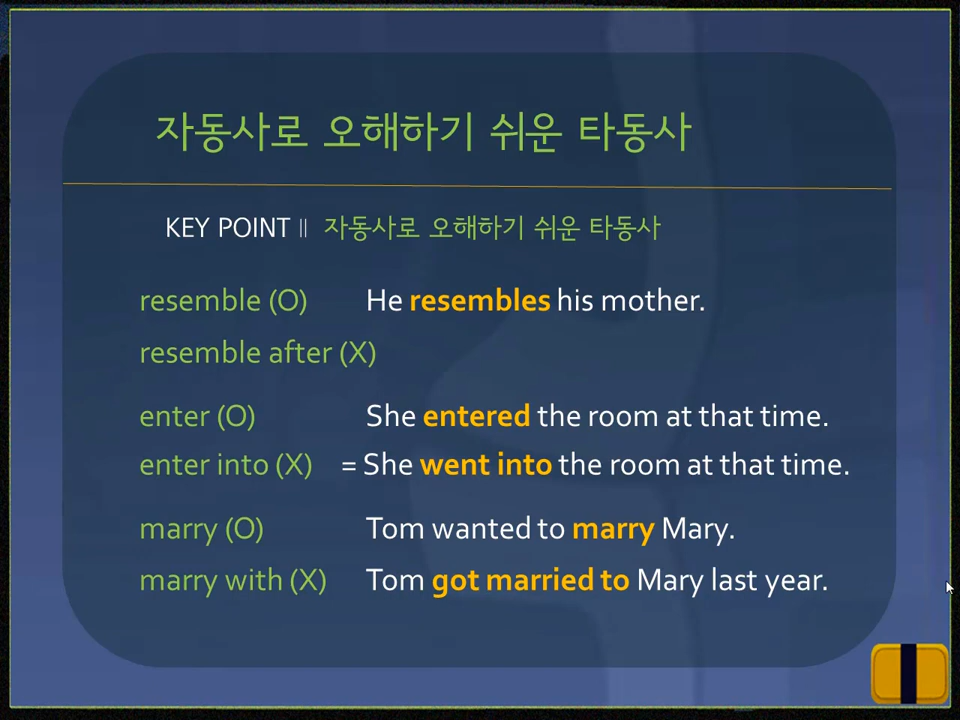 자동사로 오해하기 쉬운 타동사
KEY POINT || 자동사로 오해하기 쉬운 타동사
resemble (O) He resembles his mother.
resemble after (X)
enter (O) She entered the room at that time.
enter into (X) = She went into the room at that time.
marry (O) Tom wanted to marry Mary.
marry with (X) Tom got married to Mary last year.